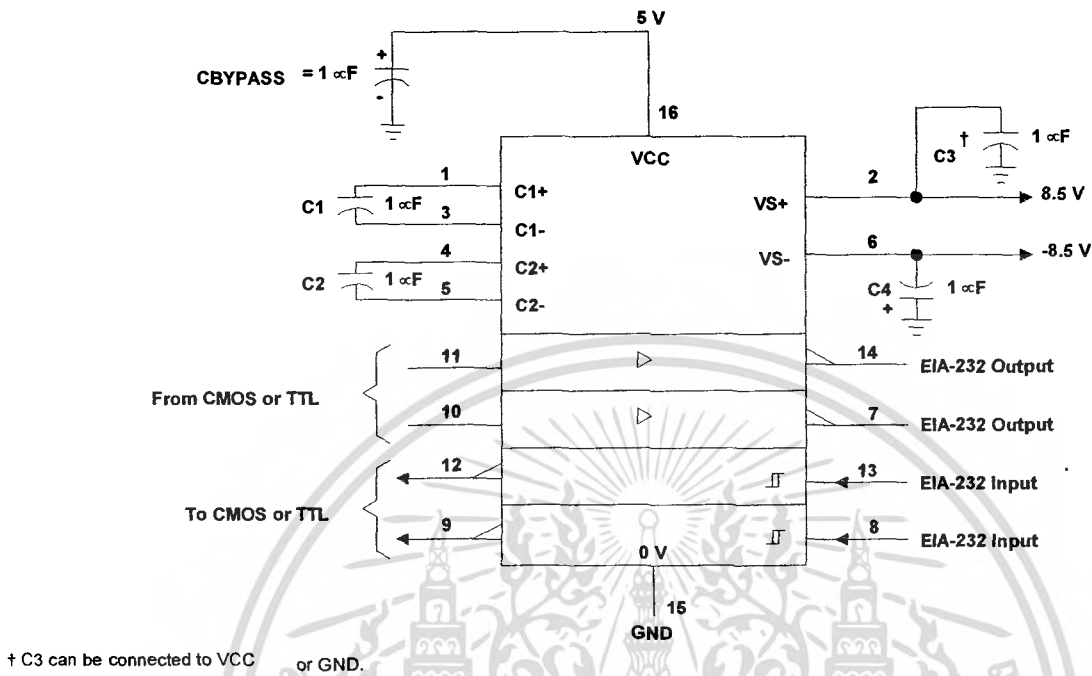 5 V
CBYPASS = 1 ∝F
+
-
16
VCC
1
C1+
C1 1 ∝F
3
C1-
4
C2+
C2 1 ∝F
5
C2-
C3 † 1 ∝F
2
VS+
8.5 V
6
VS-
-8.5 V
C4 1 ∝F
+
From CMOS or TTL
11
14
EIA-232 Output
10
7
EIA-232 Output
To CMOS or TTL
12
13
EIA-232 Input
9
8
EIA-232 Input
0 V
15
GND
† C3 can be connected to VCC or GND.